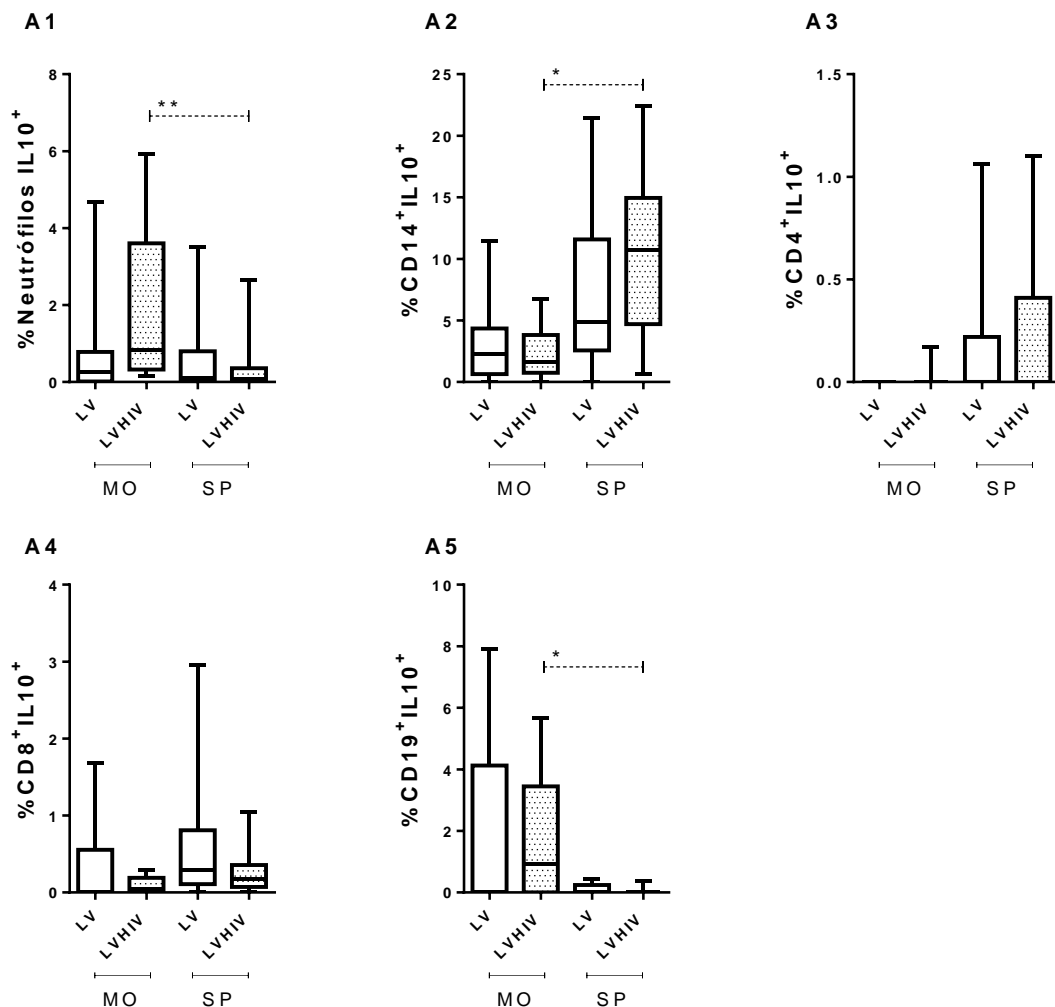 A1
%Neutrófilos IL10⁺
8
6
4
2
0
**
LV
LVHIV
LV
LVHIV
MO
SP
A2
%CD14⁺IL10⁺
25
20
15
10
5
0
*
LV
LVHIV
LV
LVHIV
MO
SP
A3
%CD4⁺IL10⁺
1.5
1.0
0.5
0.0
LV
LVHIV
LV
LVHIV
MO
SP
A4
%CD8⁺IL10⁺
4
3
2
1
0
LV
LVHIV
LV
LVHIV
MO
SP
A5
%CD19⁺IL10⁺
10
8
6
4
2
0
*
LV
LVHIV
LV
LVHIV
MO
SP